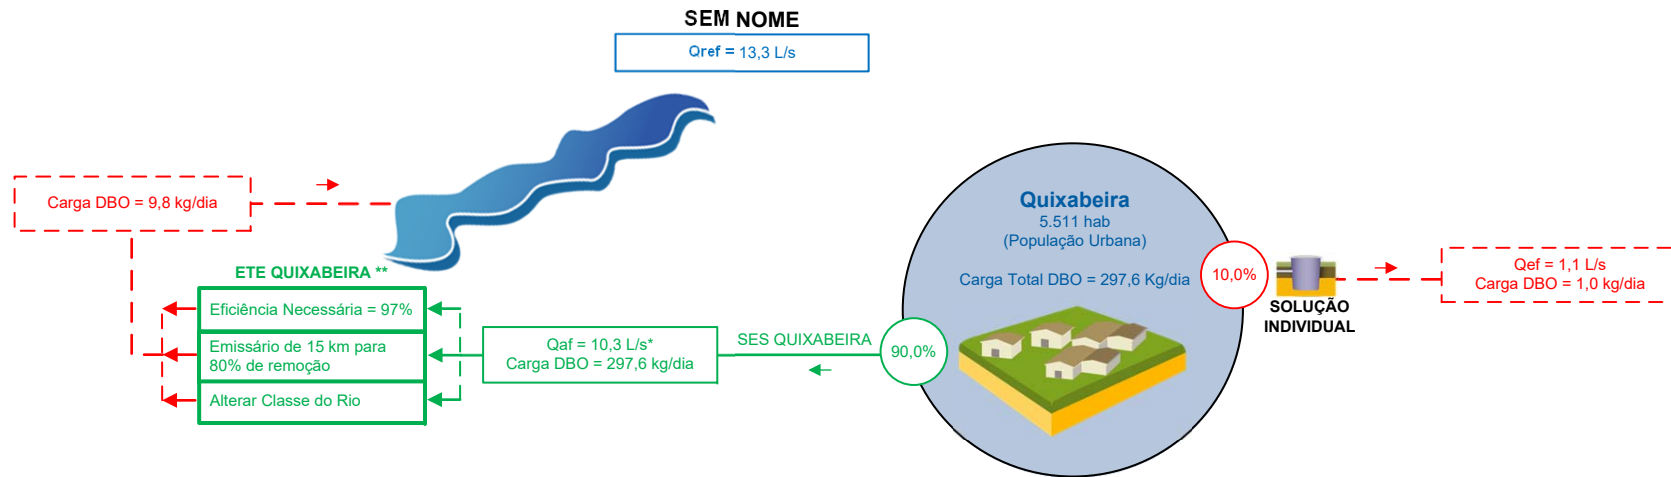 SEM NOME
Qref = 13,3 L/s
Carga DBO = 9,8 kg/dia
ETE QUIXABEIRA **
Eficiência Necessária = 97%
Emissário de 15 km para
80% de remoção
Alterar Classe do Rio
Qaf = 10,3 L/s*
Carga DBO = 297,6 kg/dia
SES QUIXABEIRA
90,0%
Quixabeira
5.511 hab
(População Urbana)
Carga Total DBO = 297,6 Kg/dia
10,0%
SOLUÇÃO
INDIVIDUAL
Qef = 1,1 L/s
Carga DBO = 1,0 kg/dia